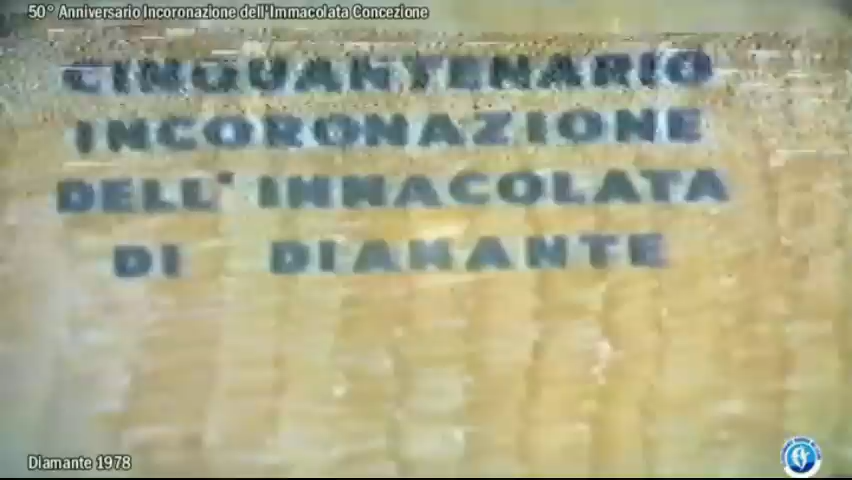 50° Anniversario Incoronazione dell'Immacolata Concezione
CINQUANTENARIO
INCORONAZIONE
DELL' IMMACOLATA
DI DIAMANTE
Diamante 1978